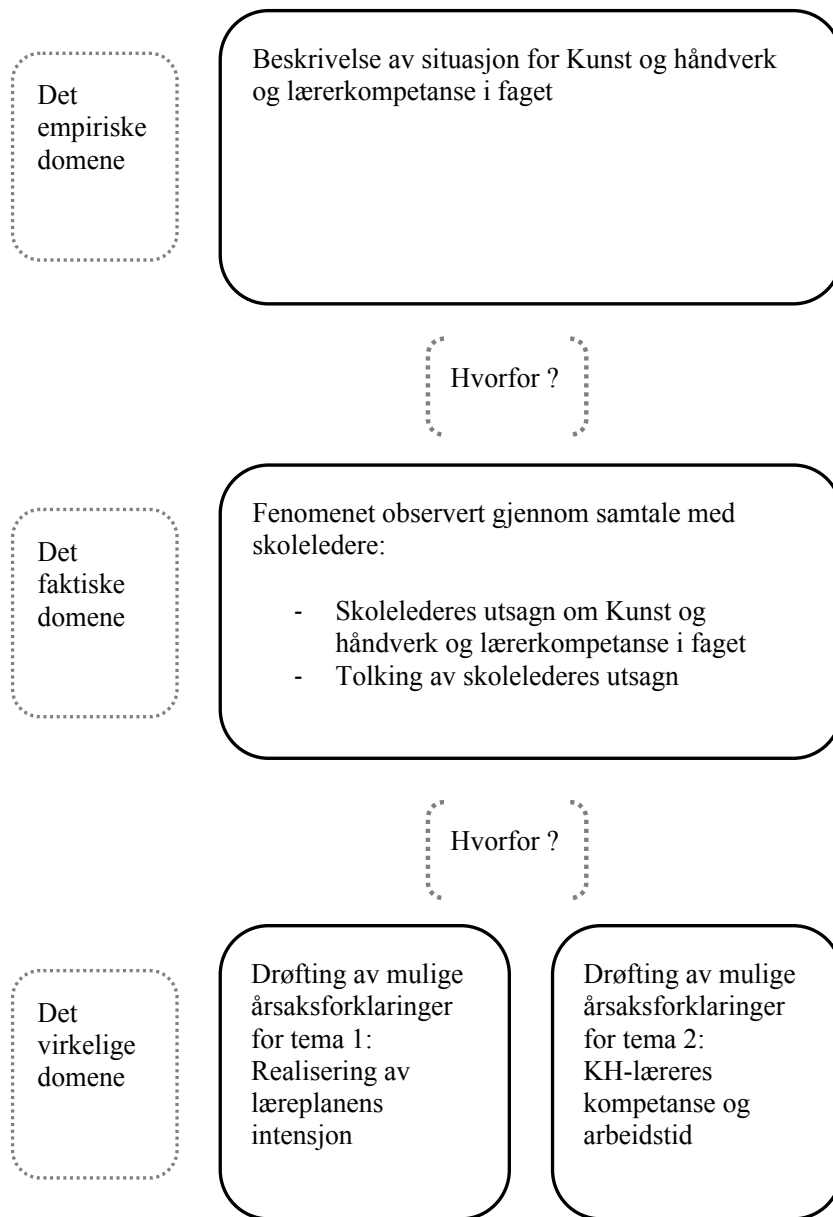 Det
empiriske
domene
Beskrivelse av situasjon for Kunst og håndverk
og lærerkompetanse i faget
Hvorfor ?
Det
faktiske
domene
Fenomenet observert gjennom samtale med
skoleledere:
- Skolelederes utsagn om Kunst og
håndverk og lærerkompetanse i faget
- Tolking av skolelederes utsagn
Hvorfor ?
Det
virkelige
domene
Drøfting av mulige
årsaksforklaringer
for tema 1:
Realisering av
læreplanens
intensjon
Drøfting av mulige
årsaksforklaringer
for tema 2:
KH-læreres
kompetanse og
arbeidstid